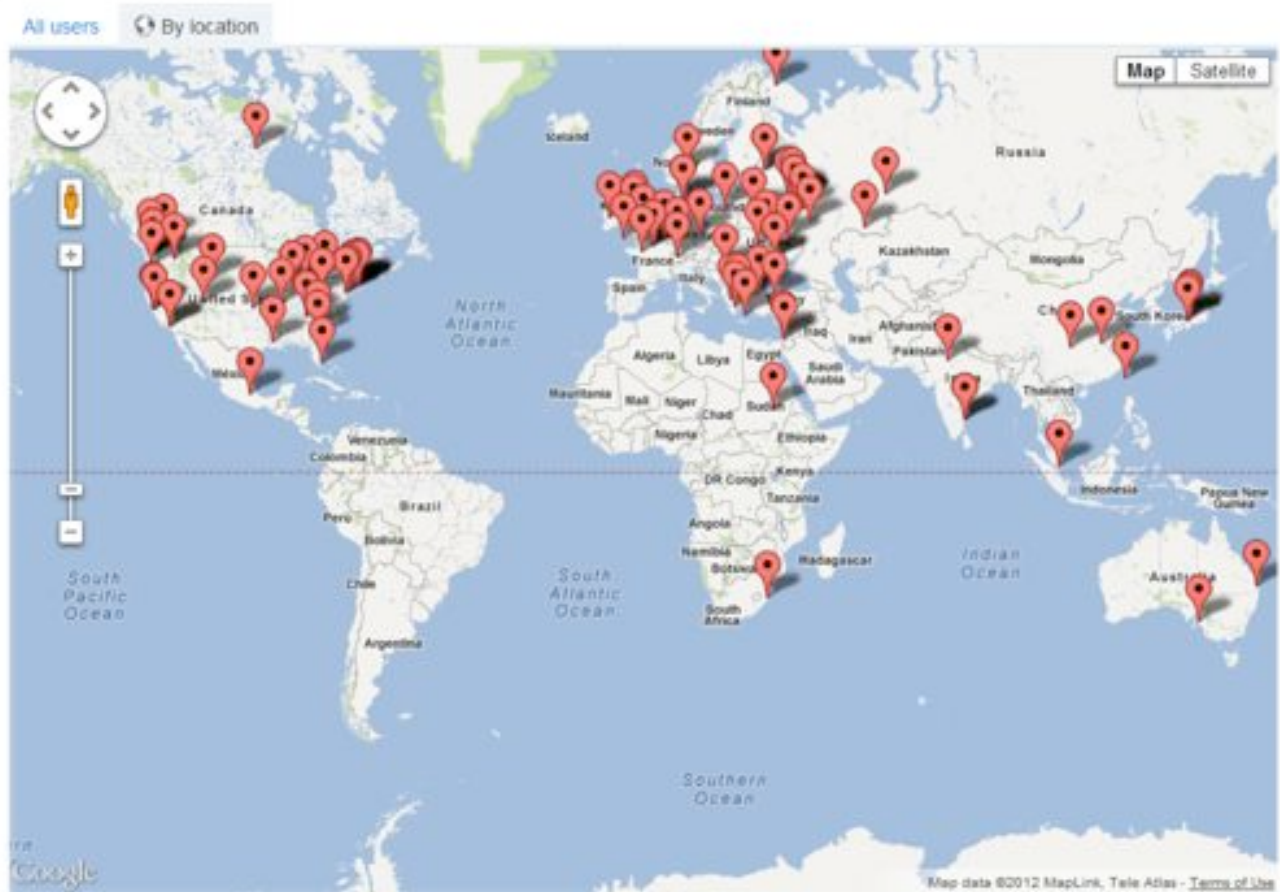 All users By location
Map Satellite
Finland
Iceland
Russia
Canada
Kazakhstan
Mongolia
France
Italy
Spain
North
Atlantic
Ocean
South Korea
Iraq
Afghanist
Iran
Pakistan
Algeria
Libya
Egypt
Saudi
Arabia
Mauritania
Mali
Niger
Chad
Sudan
Thailand
Nigeria
Ethiopia
Venezuela
Colombia
DR Congo
Kenya
Tanzania
Indonesia
Papua New
Guinea
Brazil
Peru
Angola
Bolivia
Namibia
Botswa
Madagascar
Indian
Ocean
South
Pacific
Ocean
Chile
South
Atlantic
Ocean
Australia
South
Africa
Argentina
Southern
Ocean
Google
Map data ©2012 MapLink, Tele Atlas - Terms of Use